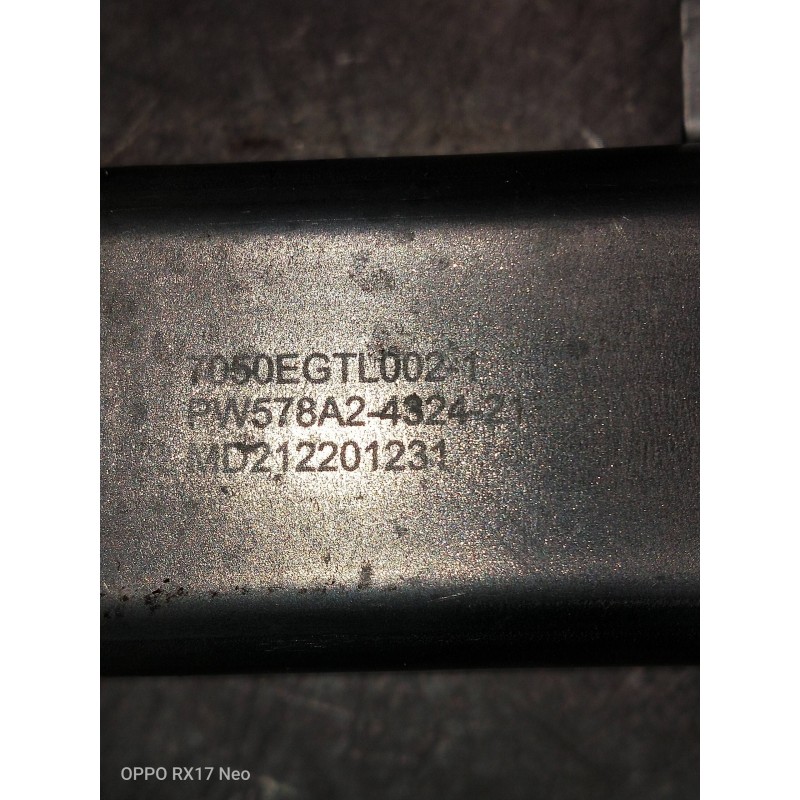 7050EGTL002-1
PW578A2-4324-21
MD212201231
OPPO RX17 Neo